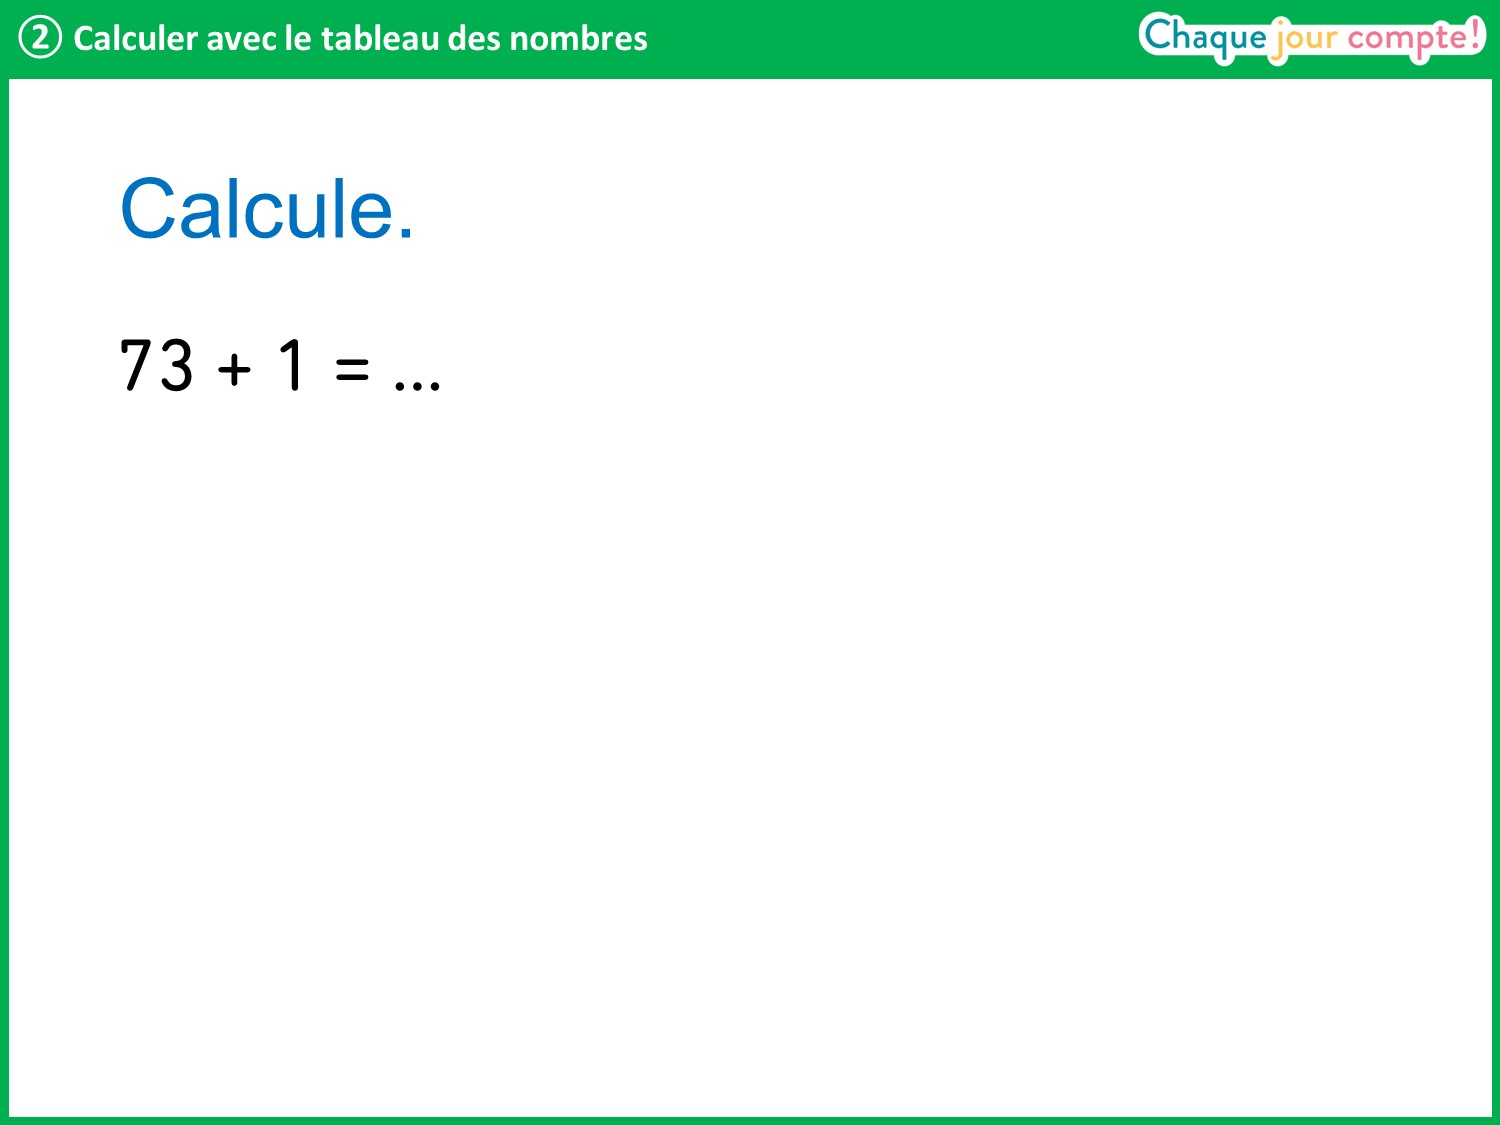 ② Calculer avec le tableau des nombres
Chaque jour compte!
Calcule.
73 + 1 = ...